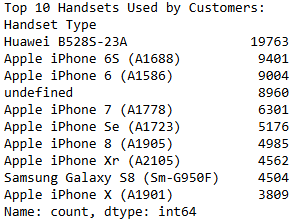 Top 10 Handsets Used by Customers:
Handset Type
Huawei B528S-23A 19763
Apple iPhone 6S (A1688) 9401
Apple iPhone 6 (A1586) 9004
undefined 8960
Apple iPhone 7 (A1778) 6301
Apple iPhone Se (A1723) 5176
Apple iPhone 8 (A1905) 4985
Apple iPhone Xr (A2105) 4562
Samsung Galaxy S8 (Sm-G950F) 4504
Apple iPhone X (A1901) 3809
Name: count, dtype: int64